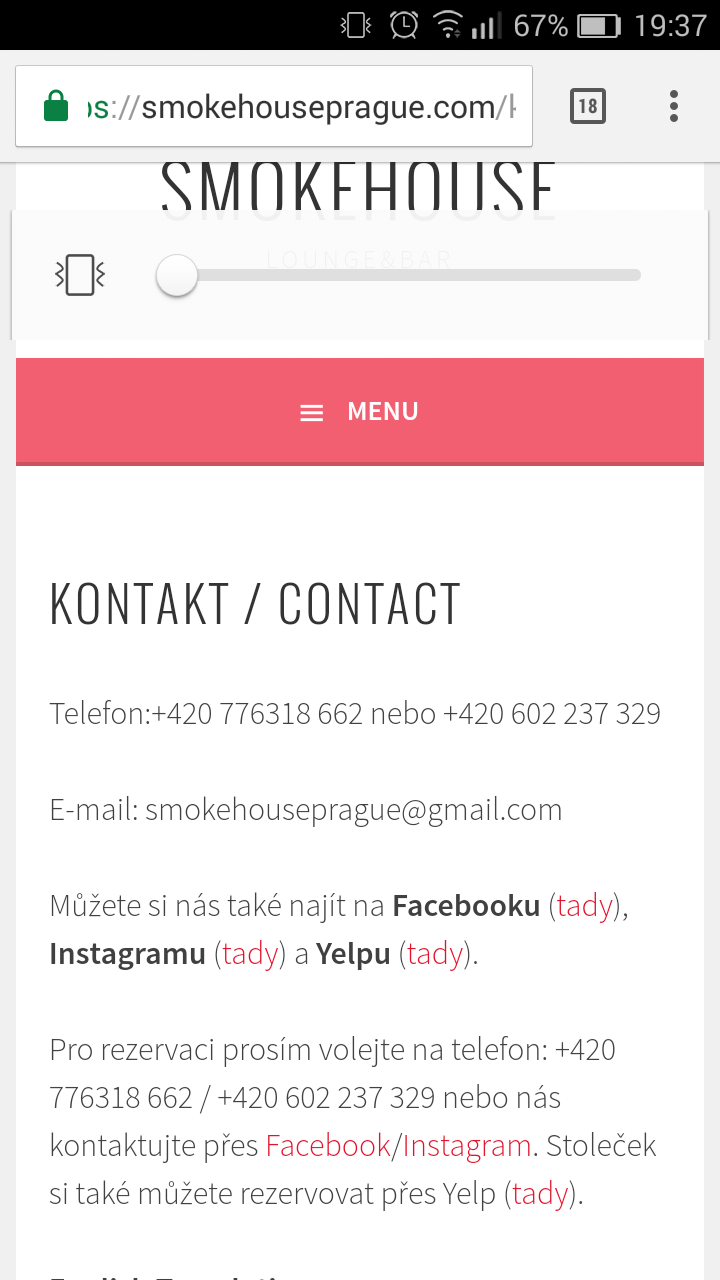 67% 19:37
ps://smokehouseprague.com/k
18
SMOKEHOUSE
LOUNGE&BAR
MENU
KONTAKT / CONTACT
Telefon:+420 776318 662 nebo +420 602 237 329
E-mail: smokehouseprague@gmail.com
Můžete si nás také najít na Facebooku (tady),
Instagramu (tady) a Yelpu (tady).
Pro rezervaci prosím volejte na telefon: +420
776318 662 / +420 602 237 329 nebo nás
kontaktujte přes Facebook/Instagram. Stoleček
si také můžete rezervovat přes Yelp (tady).